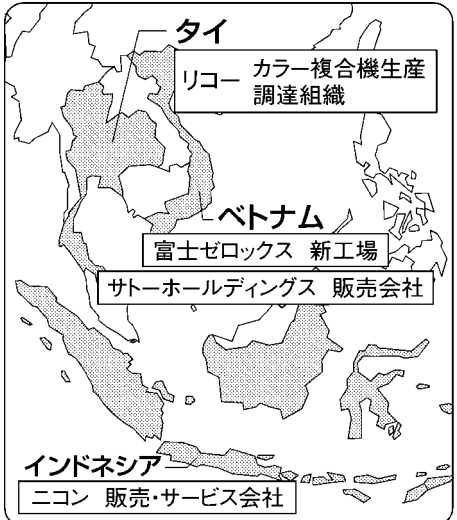 タイ
リコー カラー複合機生産
調達組織
ベトナム
富士ゼロックス 新工場
サトーホールディングス 販売会社
インドネシア
ニコン 販売・サービス会社